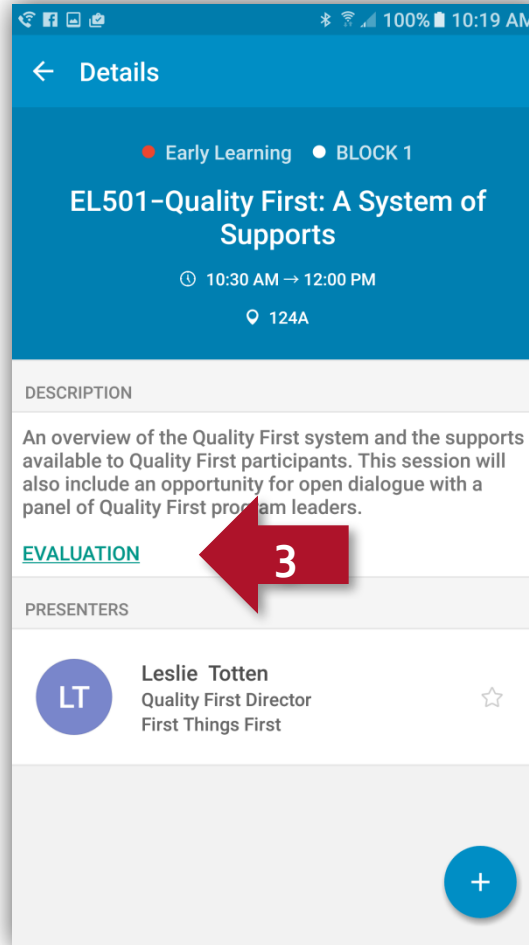 100% 10:19 AM
Details
Early Learning BLOCK 1
EL501–Quality First: A System of
Supports
10:30 AM → 12:00 PM
124A
DESCRIPTION
An overview of the Quality First system and the supports
available to Quality First participants. This session will
also include an opportunity for open dialogue with a
panel of Quality First program leaders.
EVALUATION
3
PRESENTERS
LT
Leslie Totten
Quality First Director
First Things First
+